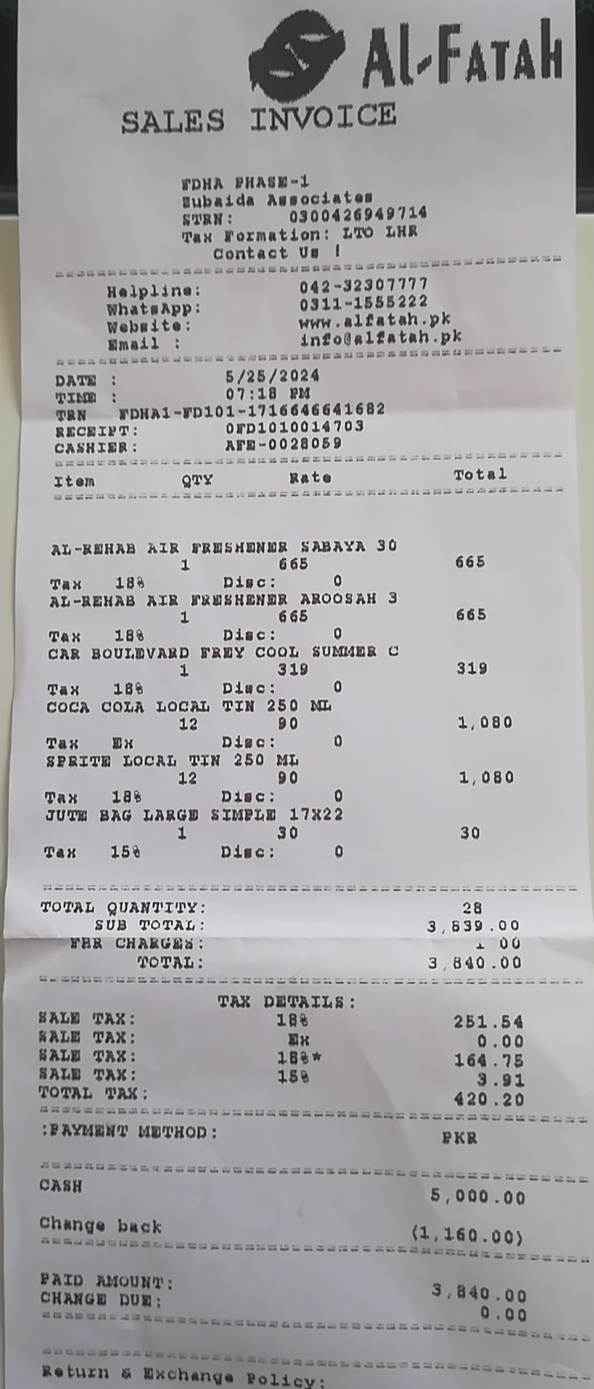 Al-Fatah
SALES INVOICE
FDHA PHASE-1
Zubaida Associates
STRN: 0300426949714
Tax Formation: LTO LHR
Contact Us !
Helpline: 042-32307777
WhatsApp: 0311-1555222
Website: www.alfatah.pk
Email : info@alfatah.pk
DATE : 5/25/2024
TIME : 07:18 PM
TRN FDHA1-FD101-1716646641682
RECEIPT: 0FD1010014703
CASHIER: AFE-0028059
Item QTY Rate Total
AL-REHAB AIR FRESHENER SABAYA 30
1 665 665
Tax 18% Disc: 0
AL-REHAB AIR FRESHENER AROOSAH 3
1 665 665
Tax 18% Disc: 0
CAR BOULEVARD FREY COOL SUMMER C
1 319 319
Tax 18% Disc: 0
COCA COLA LOCAL TIN 250 ML
12 90 1,080
Tax Ex Disc: 0
SPRITE LOCAL TIN 250 ML
12 90 1,080
Tax 18% Disc: 0
JUTE BAG LARGE SIMPLE 17X22
1 30 30
Tax 15% Disc: 0
TOTAL QUANTITY: 28
SUB TOTAL: 3,839.00
FBR CHARGES: 1 00
TOTAL: 3,840.00
TAX DETAILS:
SALE TAX: 18% 251.54
SALE TAX: Ex 0.00
SALE TAX: 18%* 164.75
SALE TAX: 15% 3.91
TOTAL TAX: 420.20
:PAYMENT METHOD: PKR
CASH 5,000.00
Change back (1,160.00)
PAID AMOUNT: 3,840.00
CHANGE DUE: 0.00
Return & Exchange Policy: